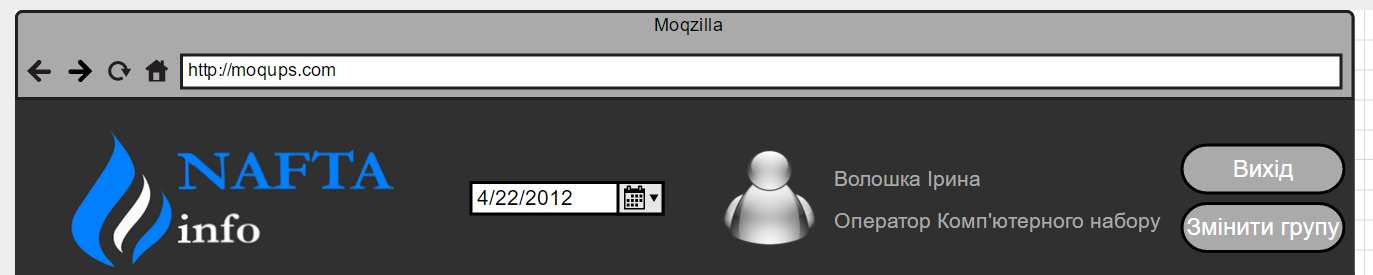 Moqzilla
http://moqups.com
NAFTA
info
4/22/2012
Волошка Ірина
Оператор Комп'ютерного набору
Вихід
Змінити групу